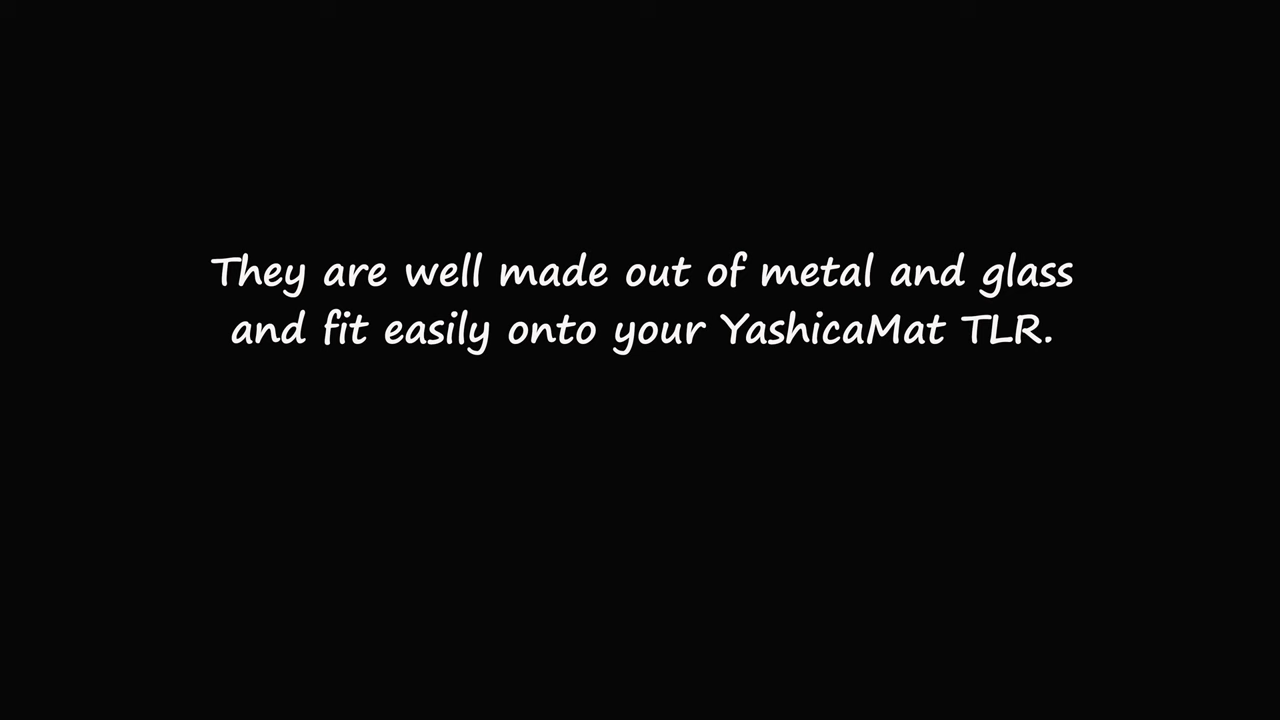 They are well made out of metal and glass
and fit easily onto your YashicaMat TLR.